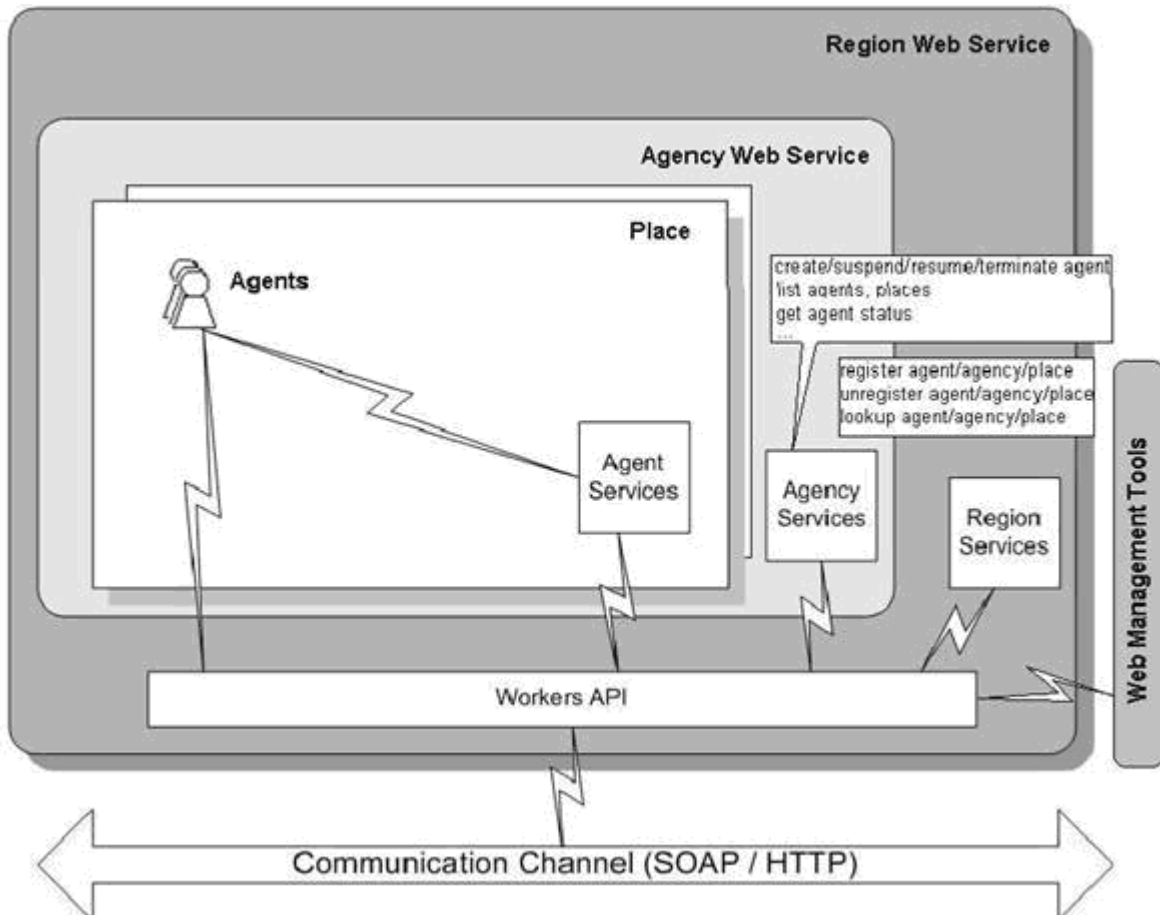 Region Web Service
Agency Web Service
Place
Agents
create/suspend/resume/terminate agent
list agents, places
get agent status
...
register agent/agency/place
unregister agent/agency/place
lookup agent/agency/place
Agent
Services
Agency
Services
Region
Services
Web Management Tools
Workers API
Communication Channel (SOAP / HTTP)